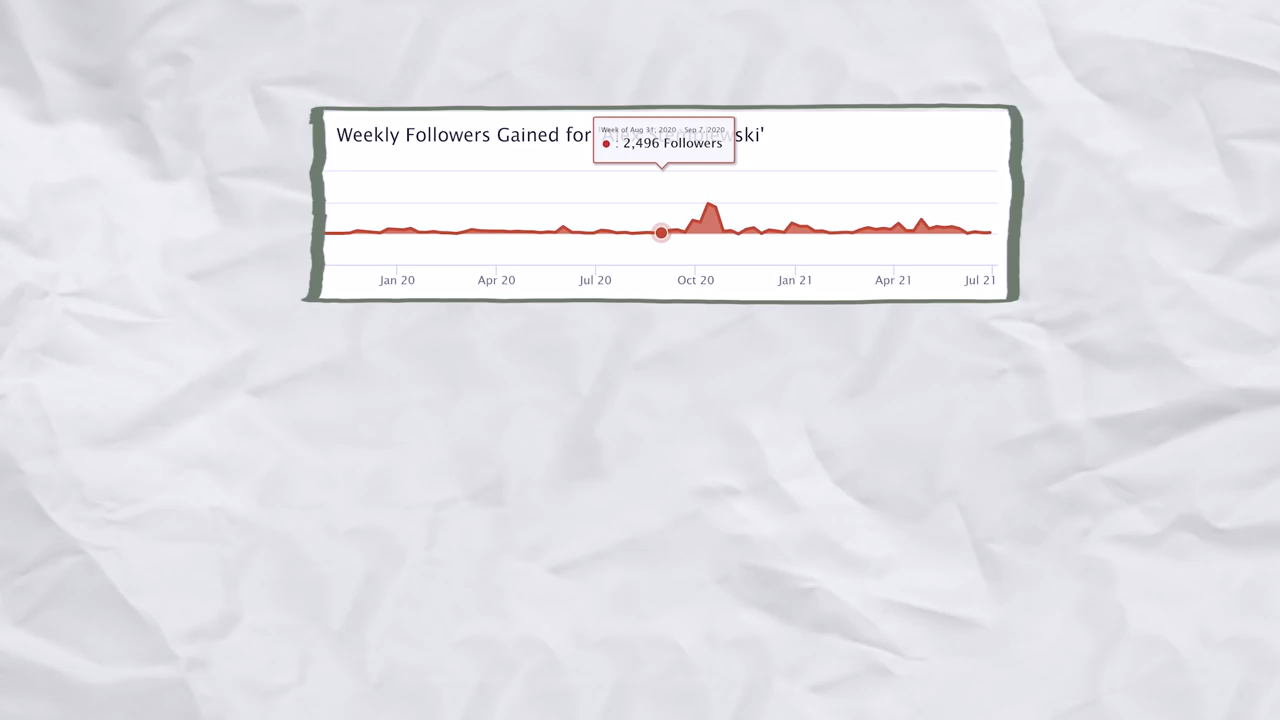 Weekly Followers Gained for ski'
Week of Aug 31, 2020 - Sep 7, 2020
: 2,496 Followers
Jan 20 Apr 20 Jul 20 Oct 20 Jan 21 Apr 21 Jul 21